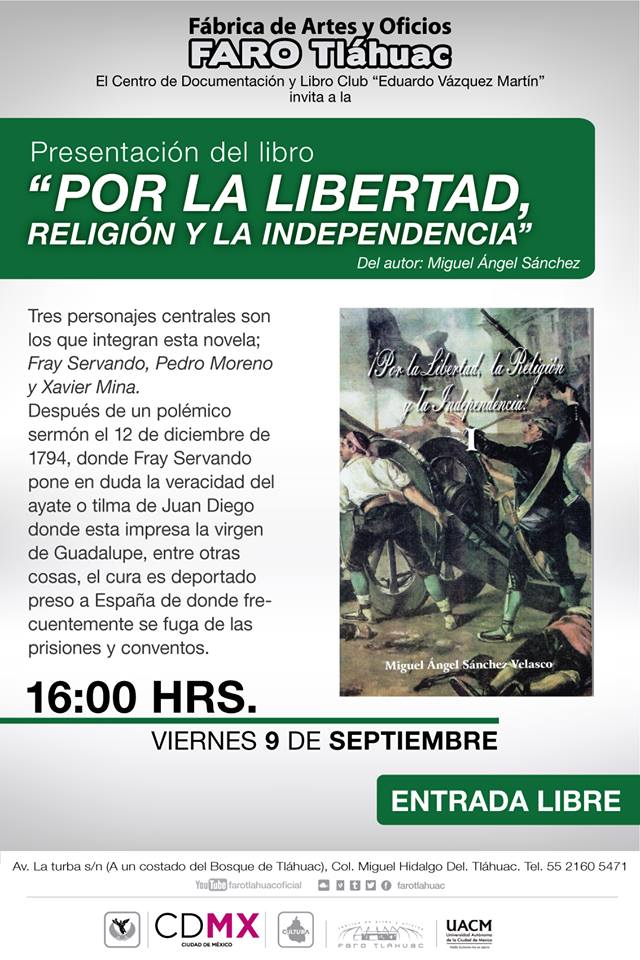 Fábrica de Artes y Oficios
FARO Tláhuac
El Centro de Documentación y Libro Club “Eduardo Vázquez Martín”
invita a la
Presentación del libro
“POR LA LIBERTAD,
RELIGIÓN Y LA INDEPENDENCIA”
Del autor: Miguel Ángel Sánchez
Tres personajes centrales son
los que integran esta novela;
Fray Servando, Pedro Moreno
y Xavier Mina.
Después de un polémico
sermón el 12 de diciembre de
1794, donde Fray Servando
pone en duda la veracidad del
ayate o tilma de Juan Diego
donde esta impresa la virgen
de Guadalupe, entre otras
cosas, el cura es deportado
preso a España de donde fre-
cuentemente se fuga de las
prisiones y conventos.
¡Por la Libertad, la Religión
y la Independencia!
I
Miguel Ángel Sánchez Velasco
16:00 HRS.
VIERNES 9 DE SEPTIEMBRE
ENTRADA LIBRE
Av. La turba s/n (A un costado del Bosque de Tláhuac), Col. Miguel Hidalgo Del. Tláhuac. Tel. 55 2160 5471
YouTube farotlahuacoficial farotlahuac
CDMX
CIUDAD DE MÉXICO
CULTURA
FARO TLÁHUAC
UACM
Universidad Autónoma
de la Ciudad de México